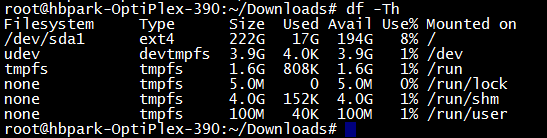 root@hbpark-OptiPlex-390:~/Downloads# df -Th
Filesystem     Type      Size  Used Avail Use% Mounted on
/dev/sda1      ext4      222G   17G  194G   8% /
udev           devtmpfs  3.9G  4.0K  3.9G   1% /dev
tmpfs          tmpfs     1.6G  808K  1.6G   1% /run
none           tmpfs     5.0M     0  5.0M   0% /run/lock
none           tmpfs     4.0G  152K  4.0G   1% /run/shm
none           tmpfs     100M   40K  100M   1% /run/user
root@hbpark-OptiPlex-390:~/Downloads#